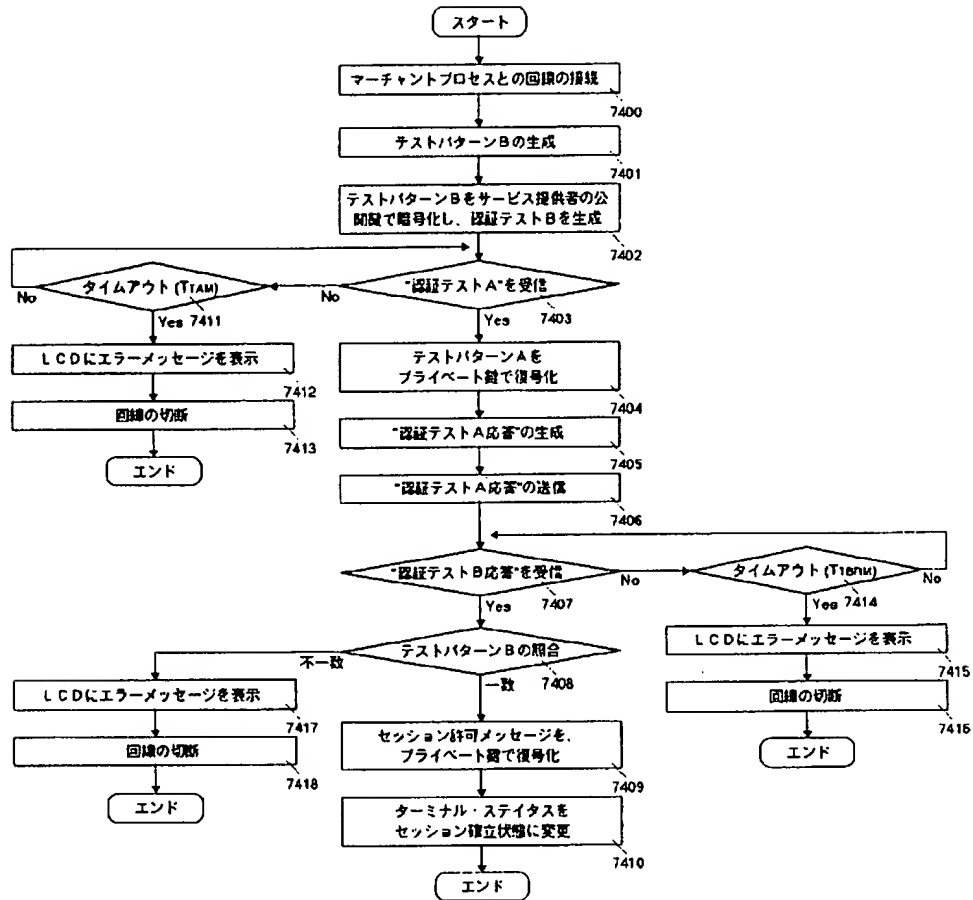 スタート
マーチャントプロセスとの回線の接続
7400
テストパターンBの生成
7401
テストパターンBをサービス提供者の公
開鍵で暗号化し、認証テストBを生成
7402
タイムアウト(TTAM)
7411
No
Yes
"認証テストA"を受信
7403
No
Yes
LCDにエラーメッセージを表示
7412
回線の切断
7413
エンド
テストパターンAを
プライベート鍵で復号化
7404
"認証テストA応答"の生成
7405
"認証テストA応答"の送信
7406
"認証テストB応答"を受信
7407
No
Yes
タイムアウト
7414
No
Yes
LCDにエラーメッセージを表示
7415
回線の切断
7416
エンド
テストパターンBの照合
7408
不一致
一致
LCDにエラーメッセージを表示
7417
回線の切断
7418
エンド
セッション許可メッセージを、
プライベート鍵で復号化
7409
ターミナル・ステイタスを
セッション確立状態に変更
7410
エンド